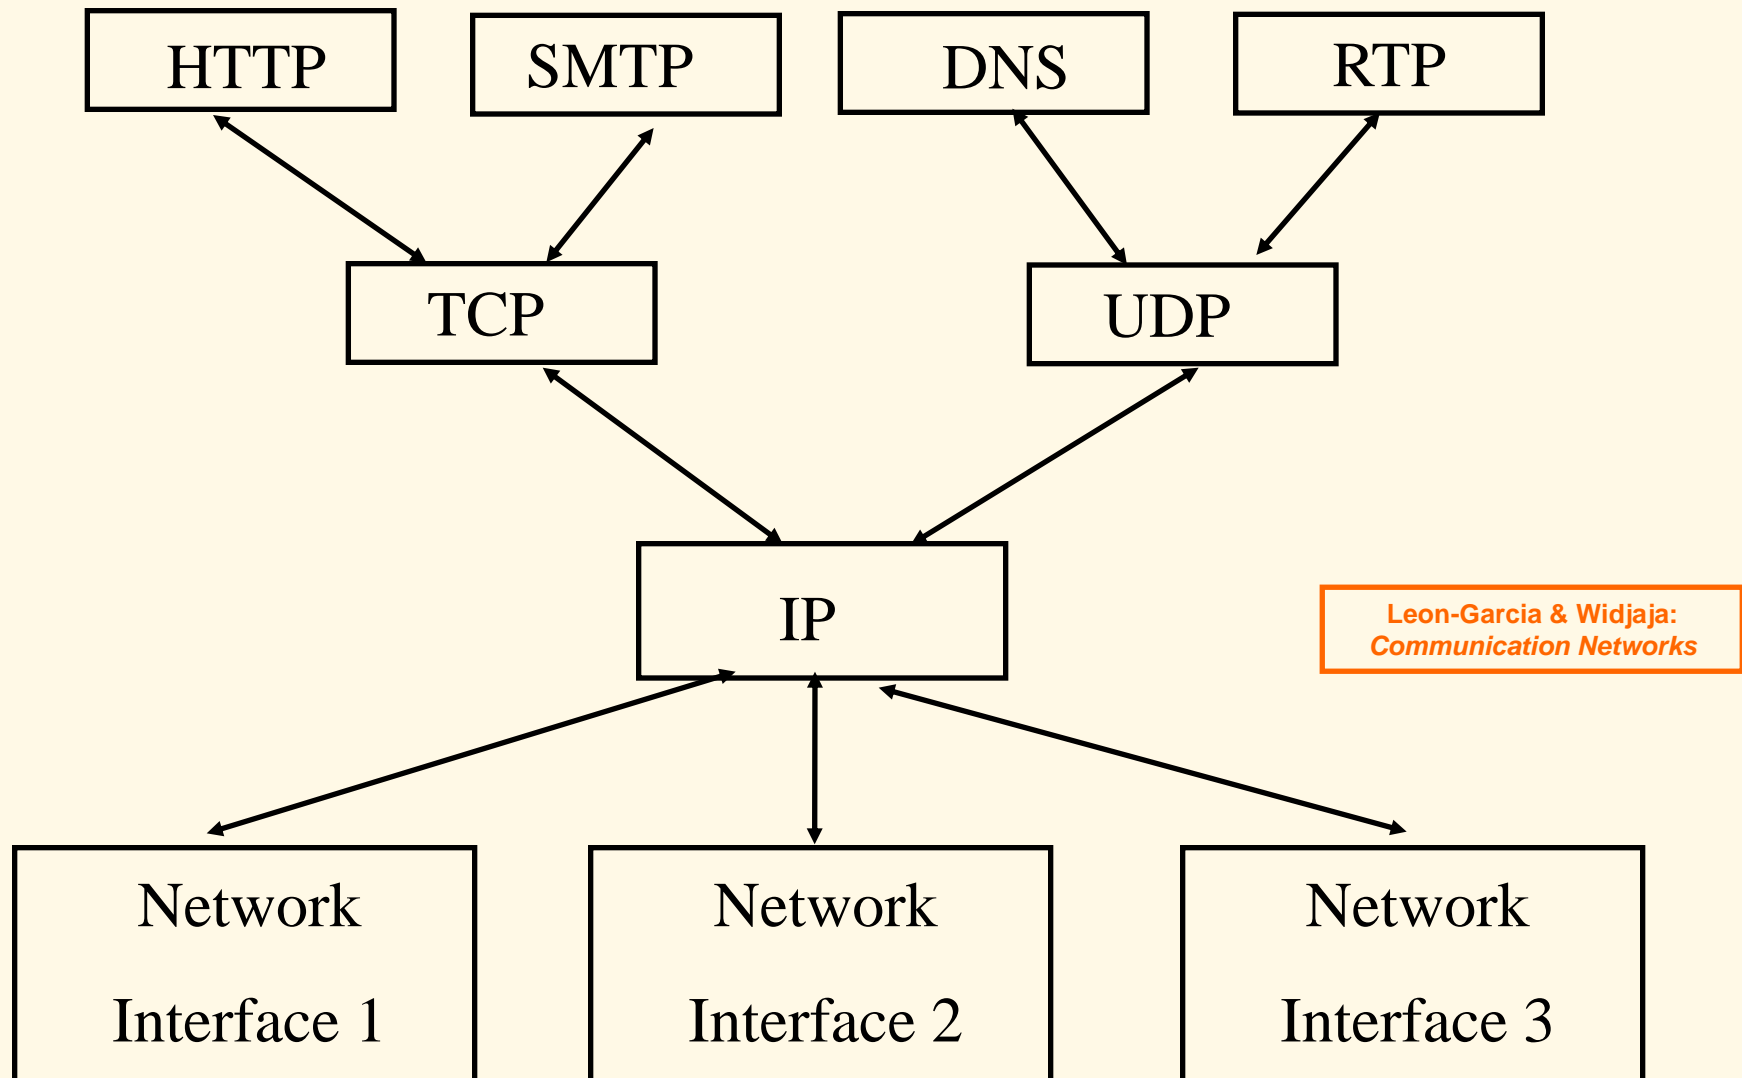 HTTP
SMTP
DNS
RTP
TCP
UDP
IP
Leon-Garcia & Widjaja:
Communication Networks
Network
Interface 1
Network
Interface 2
Network
Interface 3